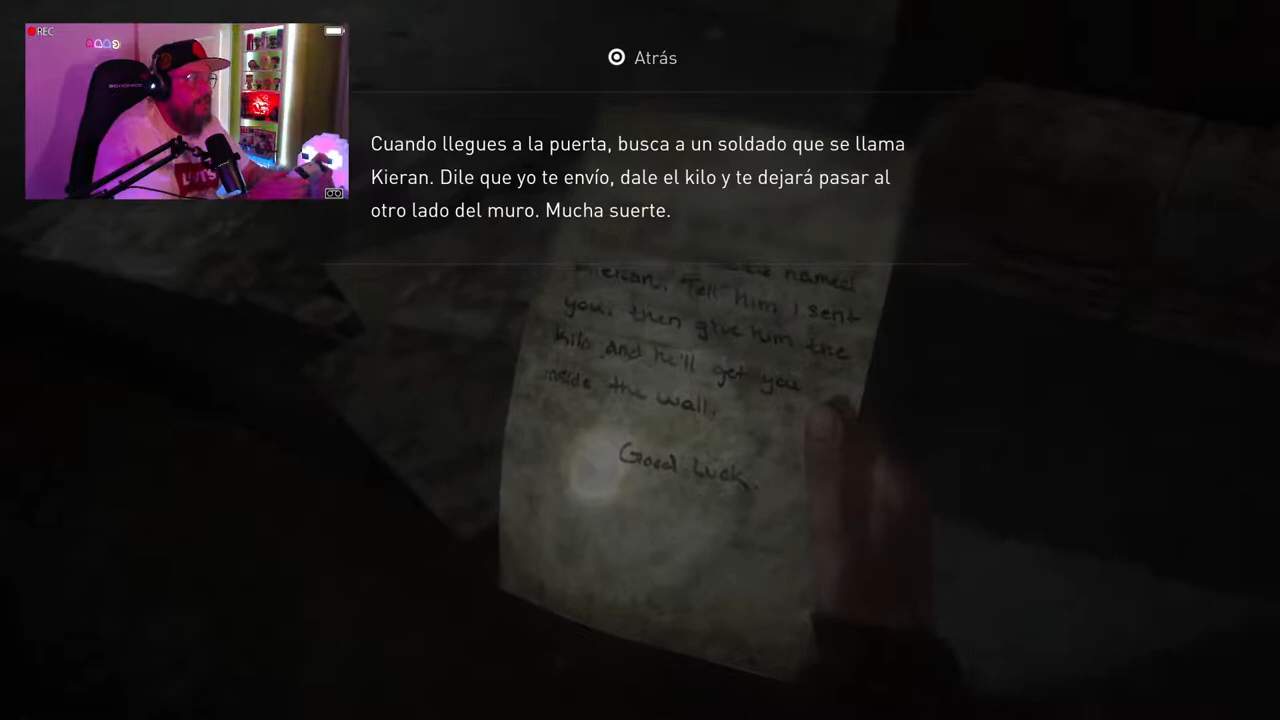 REC
Atrás
Cuando llegues a la puerta, busca a un soldado que se llama
Kieran. Dile que yo te envío, dale el kilo y te dejará pasar al
otro lado del muro. Mucha suerte.
named
Kieran. Tell him I sent
you, then give him the
kilo and he'll get you
inside the wall.
Good Luck.